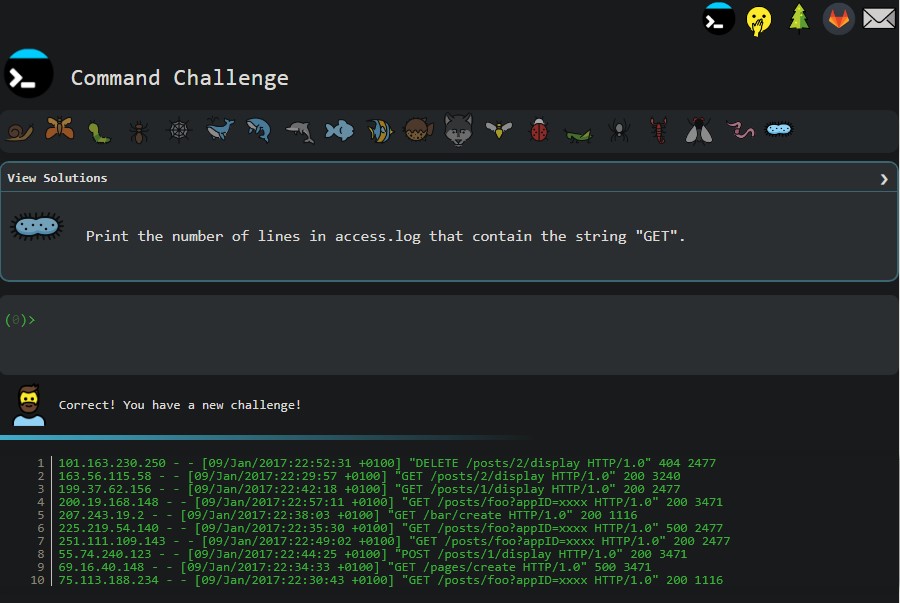 Command Challenge
View Solutions
Print the number of lines in access.log that contain the string "GET".
(0)>
Correct! You have a new challenge!
1 101.163.230.250 - - [09/Jan/2017:22:52:31 +0100] "DELETE /posts/2/display HTTP/1.0" 404 2477
2 163.56.115.58 - - [09/Jan/2017:22:29:57 +0100] "GET /posts/2/display HTTP/1.0" 200 3240
3 199.37.62.156 - - [09/Jan/2017:22:42:18 +0100] "GET /posts/1/display HTTP/1.0" 200 2477
4 200.19.168.148 - - [09/Jan/2017:22:57:11 +0100] "GET /posts/foo?appID=xxxx HTTP/1.0" 200 3471
5 207.243.19.2 - - [09/Jan/2017:22:38:03 +0100] "GET /bar/create HTTP/1.0" 200 1116
6 225.219.54.140 - - [09/Jan/2017:22:35:30 +0100] "GET /posts/foo?appID=xxxx HTTP/1.0" 500 2477
7 251.111.109.143 - - [09/Jan/2017:22:49:02 +0100] "GET /posts/foo?appID=xxxx HTTP/1.0" 200 2477
8 55.74.240.123 - - [09/Jan/2017:22:44:25 +0100] "POST /posts/1/display HTTP/1.0" 200 3471
9 69.16.40.148 - - [09/Jan/2017:22:34:33 +0100] "GET /pages/create HTTP/1.0" 500 3471
10 75.113.188.234 - - [09/Jan/2017:22:30:43 +0100] "GET /posts/foo?appID=xxxx HTTP/1.0" 200 1116